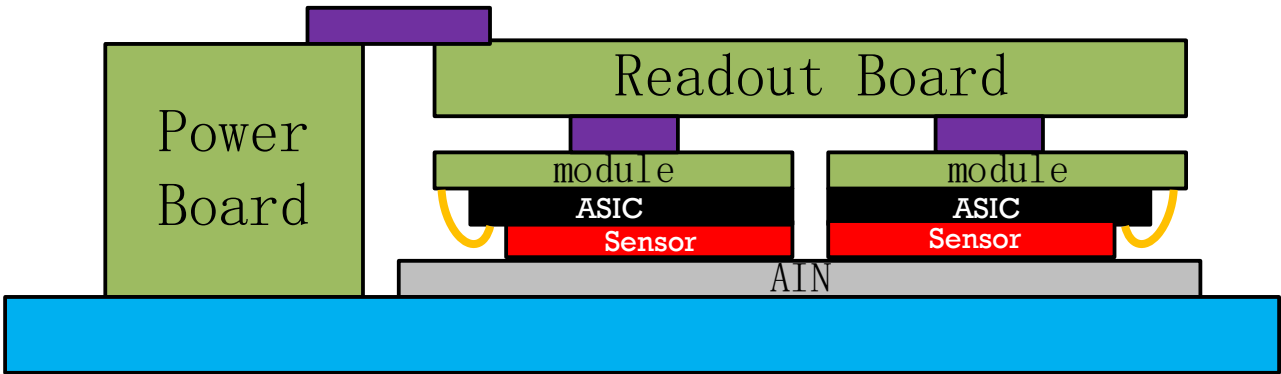 Readout Board
Power
Board
module
module
ASIC
ASIC
Sensor
Sensor
AIN